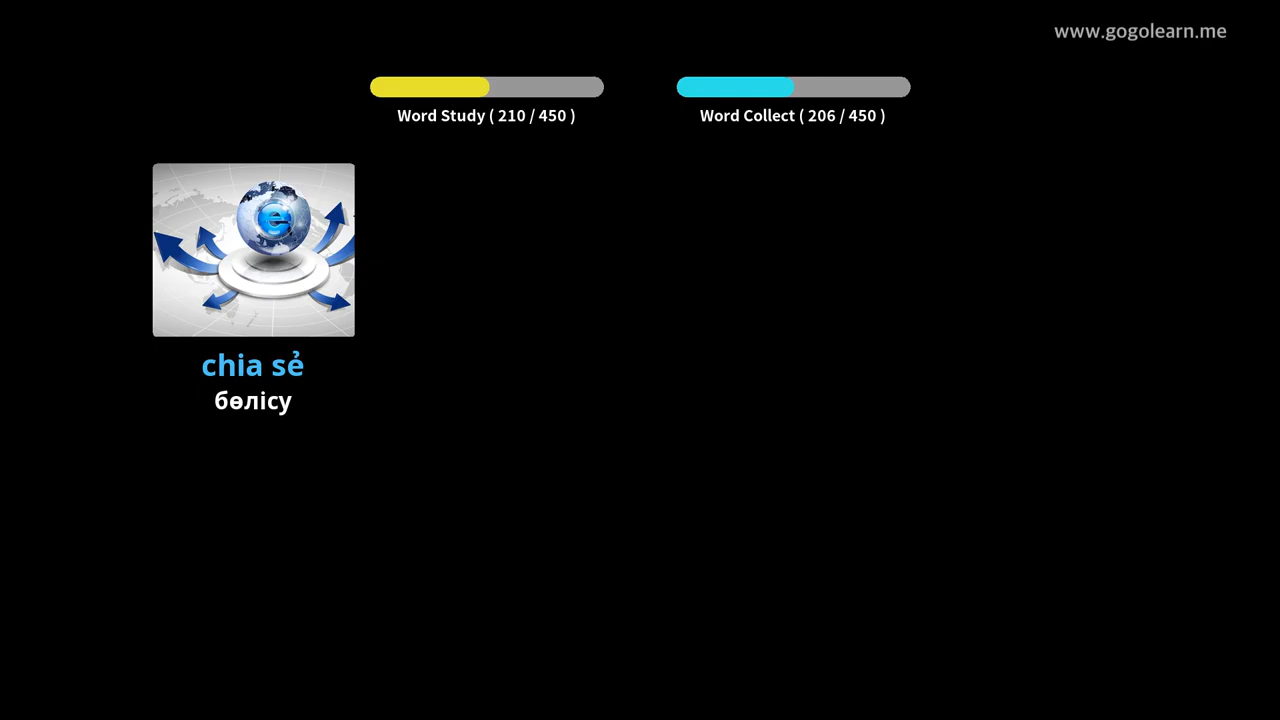 www.gogolearn.me
Word Study ( 210 / 450 )
Word Collect ( 206 / 450 )
e
chia sẻ
бөлісу